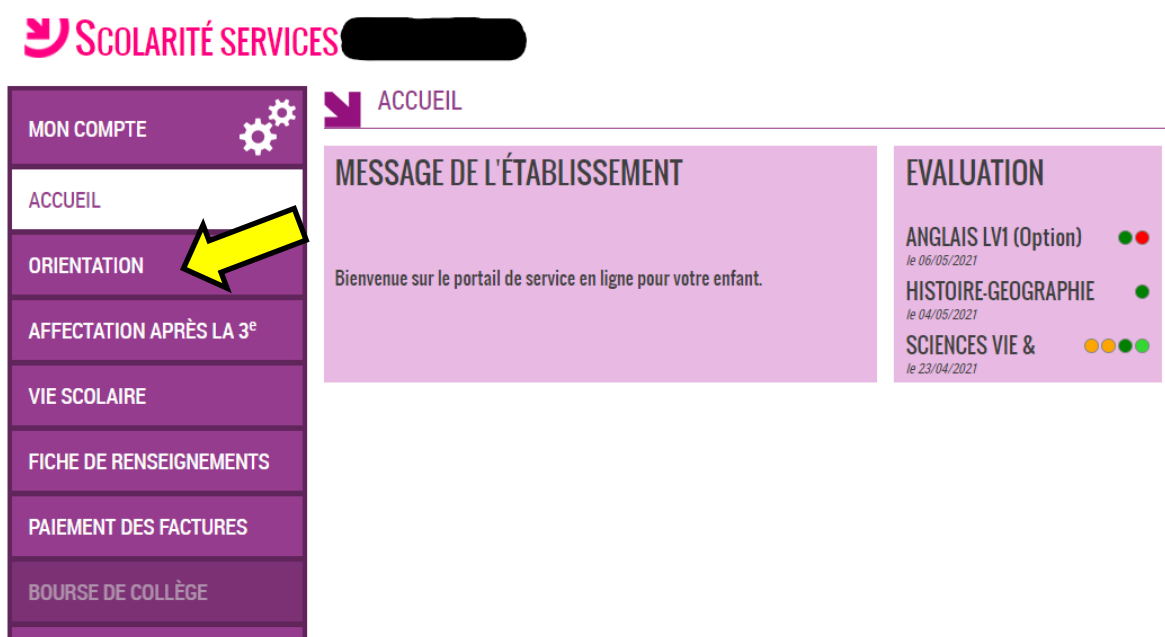 SCOLARITÉ SERVICES
MON COMPTE
ACCUEIL
ORIENTATION
AFFECTATION APRÈS LA 3e
VIE SCOLAIRE
FICHE DE RENSEIGNEMENTS
PAIEMENT DES FACTURES
BOURSE DE COLLÈGE
ACCUEIL
MESSAGE DE L'ÉTABLISSEMENT
Bienvenue sur le portail de service en ligne pour votre enfant.
EVALUATION
ANGLAIS LV1 (Option)
le 06/05/2021
HISTOIRE-GEOGRAPHIE
le 04/05/2021
SCIENCES VIE &
le 23/04/2021